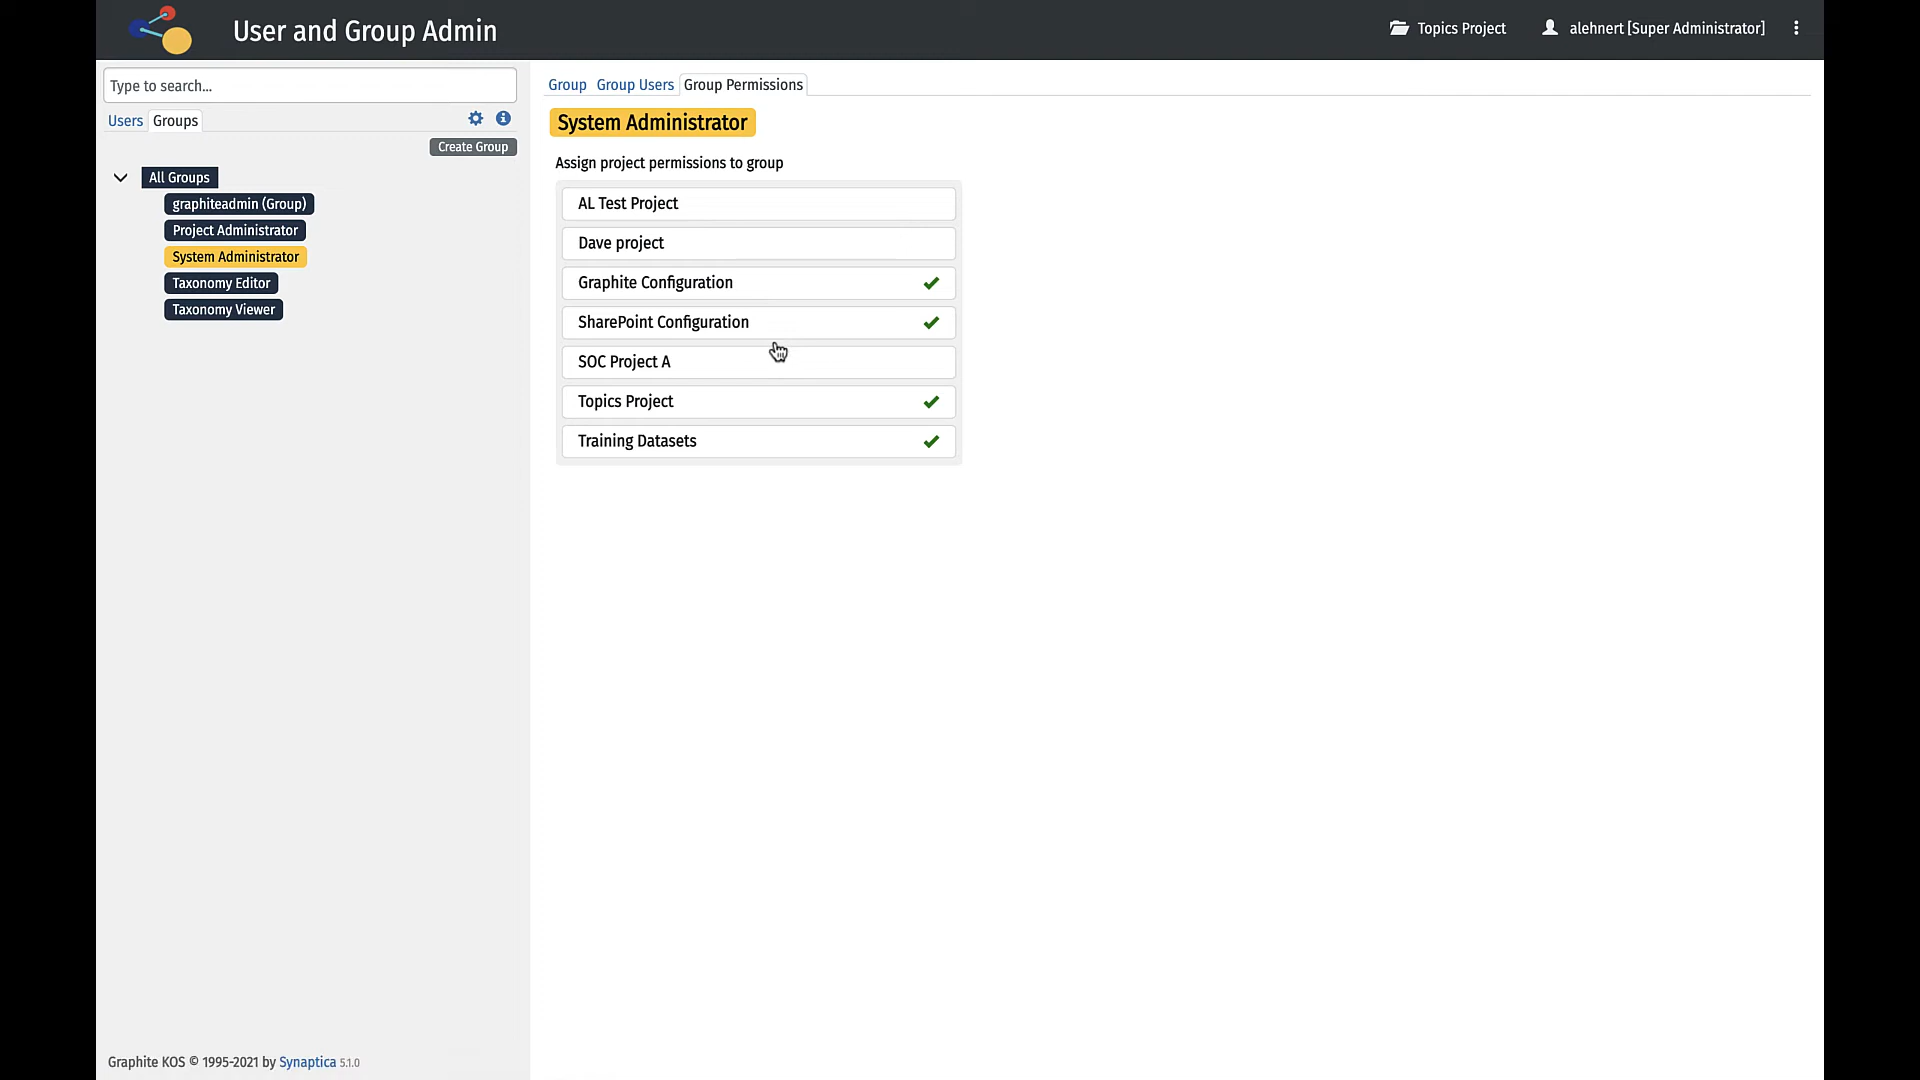 User and Group Admin
Topics Project
alehnert [Super Administrator]
Type to search...
Users
Groups
Create Group
All Groups
graphiteadmin (Group)
Project Administrator
System Administrator
Taxonomy Editor
Taxonomy Viewer
Group
Group Users
Group Permissions
System Administrator
Assign project permissions to group
AL Test Project
Dave project
Graphite Configuration
SharePoint Configuration
SOC Project A
Topics Project
Training Datasets
Graphite KOS © 1995-2021 by Synaptica 5.1.0